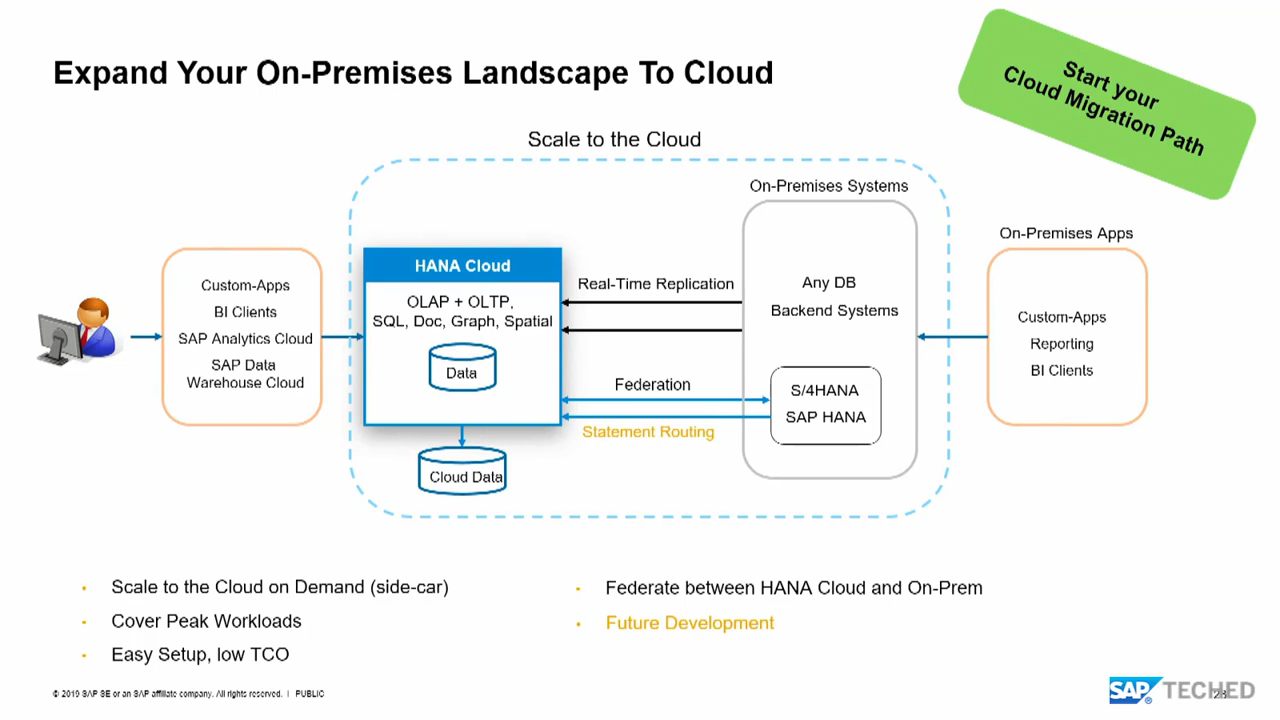 Expand Your On-Premises Landscape To Cloud
Start your
Cloud Migration Path
Scale to the Cloud
On-Premises Systems
On-Premises Apps
Custom-Apps
BI Clients
SAP Analytics Cloud
SAP Data
Warehouse Cloud
HANA Cloud
OLAP + OLTP,
SQL, Doc, Graph, Spatial
Data
Cloud Data
Real-Time Replication
Federation
Statement Routing
Any DB
Backend Systems
S/4HANA
SAP HANA
Custom-Apps
Reporting
BI Clients
• Scale to the Cloud on Demand (side-car)
• Cover Peak Workloads
• Easy Setup, low TCO
• Federate between HANA Cloud and On-Prem
• Future Development
© 2019 SAP SE or an SAP affiliate company. All rights reserved. ǀ PUBLIC
SAP TECHED